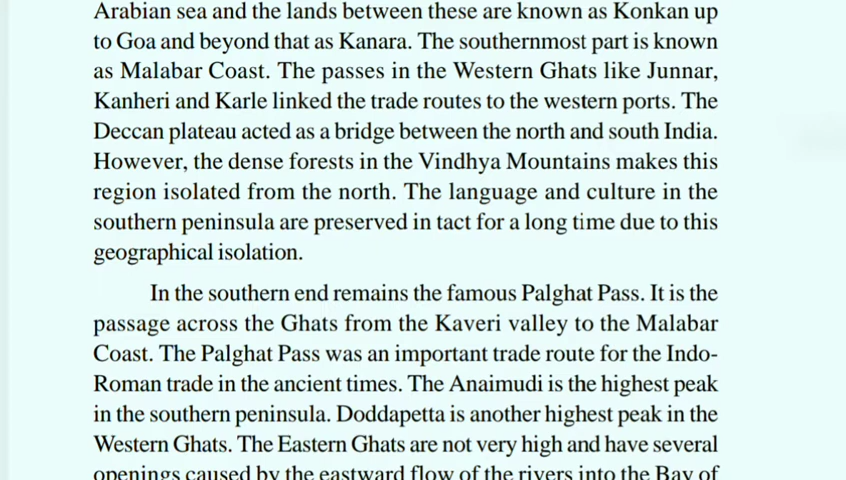 Arabian sea and the lands between these are known as Konkan up
to Goa and beyond that as Kanara. The southernmost part is known
as Malabar Coast. The passes in the Western Ghats like Junnar,
Kanheri and Karle linked the trade routes to the western ports. The
Deccan plateau acted as a bridge between the north and south India.
However, the dense forests in the Vindhya Mountains makes this
region isolated from the north. The language and culture in the
southern peninsula are preserved in tact for a long time due to this
geographical isolation.
In the southern end remains the famous Palghat Pass. It is the
passage across the Ghats from the Kaveri valley to the Malabar
Coast. The Palghat Pass was an important trade route for the Indo-
Roman trade in the ancient times. The Anaimudi is the highest peak
in the southern peninsula. Doddapetta is another highest peak in the
Western Ghats. The Eastern Ghats are not very high and have several
openings caused by the eastward flow of the rivers into the Bay of